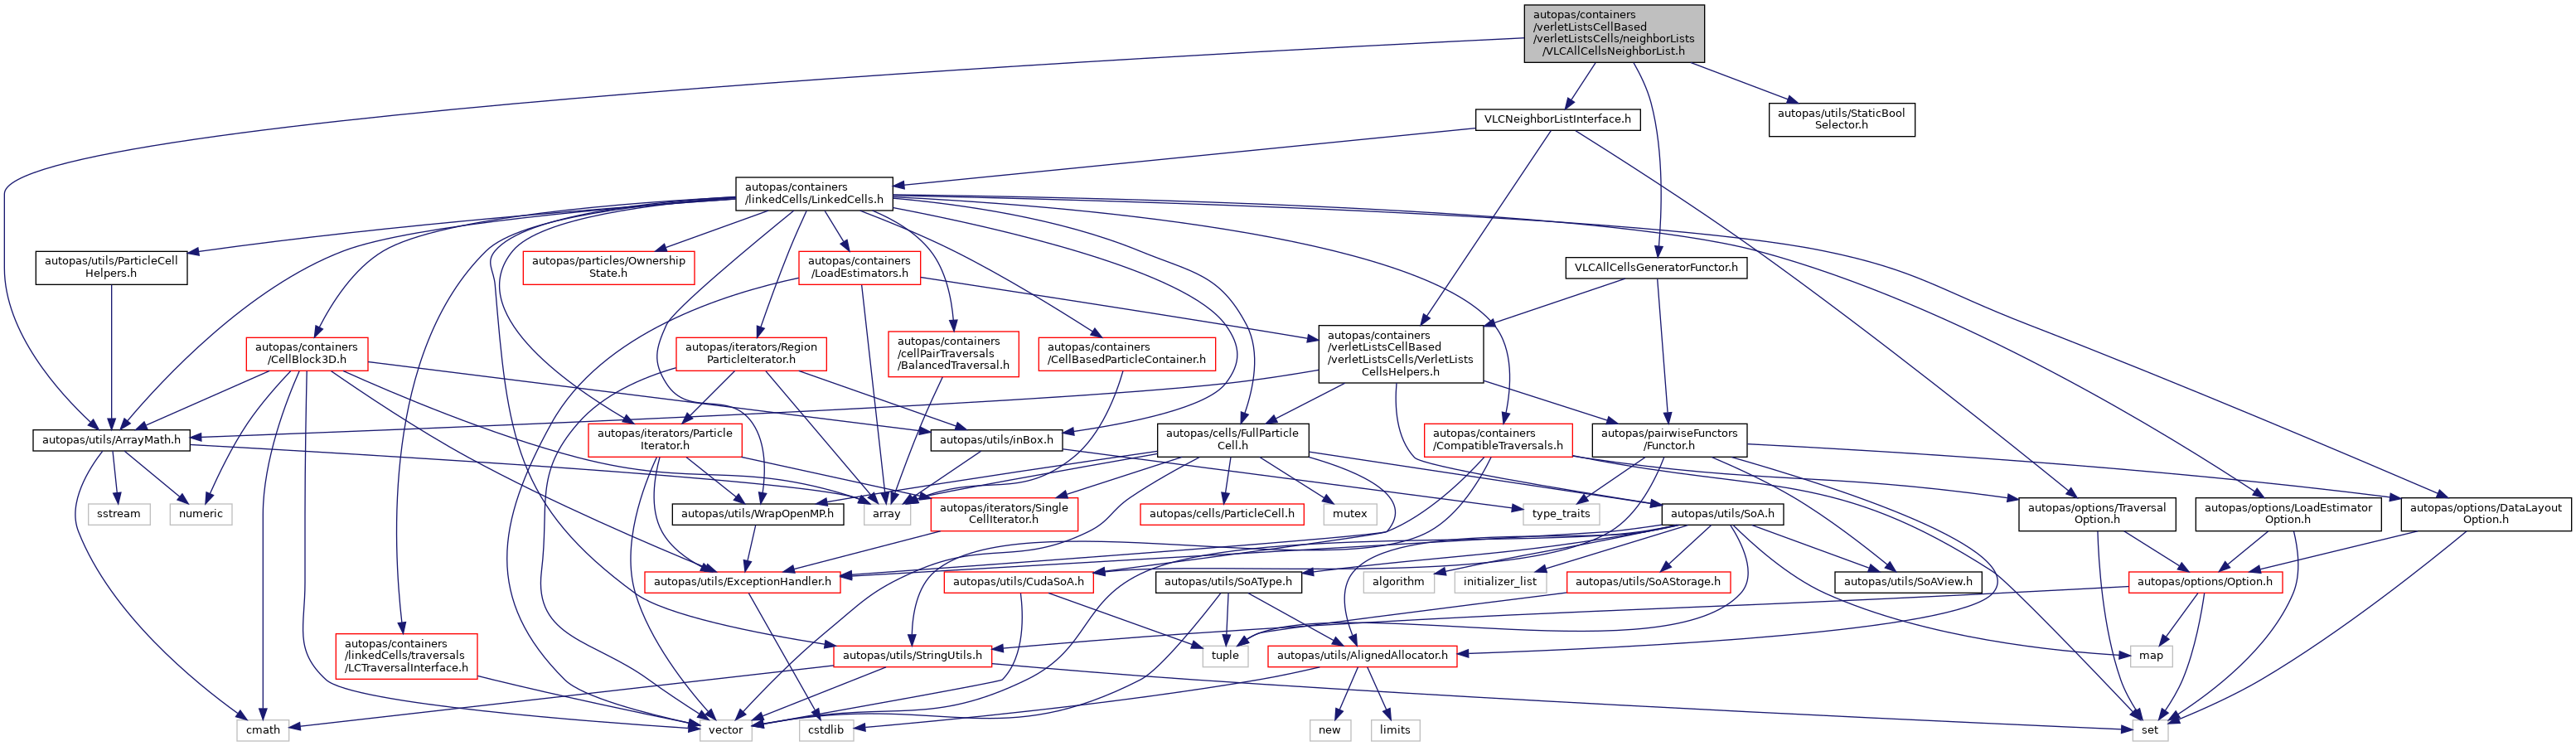 autopas/containers
/verletListsCellBased
/verletListsCells/neighborLists
/VLCAllCellsNeighborList.h
VLCNeighborListInterface.h
autopas/utils/StaticBool
Selector.h
autopas/containers
/linkedCells/LinkedCells.h
autopas/utils/ParticleCell
Helpers.h
autopas/particles/Ownership
State.h
autopas/containers
/LoadEstimators.h
VLCAllCellsGeneratorFunctor.h
autopas/containers
/CellBlock3D.h
autopas/iterators/Region
ParticleIterator.h
autopas/containers
/cellPairTraversals
/BalancedTraversal.h
autopas/containers
/CellBasedParticleContainer.h
autopas/containers
/verletListsCellBased
/verletListsCells/VerletLists
CellsHelpers.h
autopas/utils/ArrayMath.h
autopas/iterators/Particle
Iterator.h
autopas/utils/inBox.h
autopas/cells/FullParticle
Cell.h
autopas/containers
/CompatibleTraversals.h
autopas/pairwiseFunctors
/Functor.h
sstream
numeric
autopas/utils/WrapOpenMP.h
array
autopas/iterators/Single
CellIterator.h
autopas/cells/ParticleCell.h
mutex
type_traits
autopas/utils/SoA.h
autopas/options/Traversal
Option.h
autopas/options/LoadEstimator
Option.h
autopas/options/DataLayout
Option.h
autopas/utils/ExceptionHandler.h
autopas/utils/CudaSoA.h
autopas/utils/SoAType.h
algorithm
initializer_list
autopas/utils/SoAStorage.h
autopas/utils/SoAView.h
autopas/options/Option.h
autopas/containers
/linkedCells/traversals
/LCTraversalInterface.h
autopas/utils/StringUtils.h
tuple
autopas/utils/AlignedAllocator.h
map
cmath
vector
cstdlib
new
limits
set